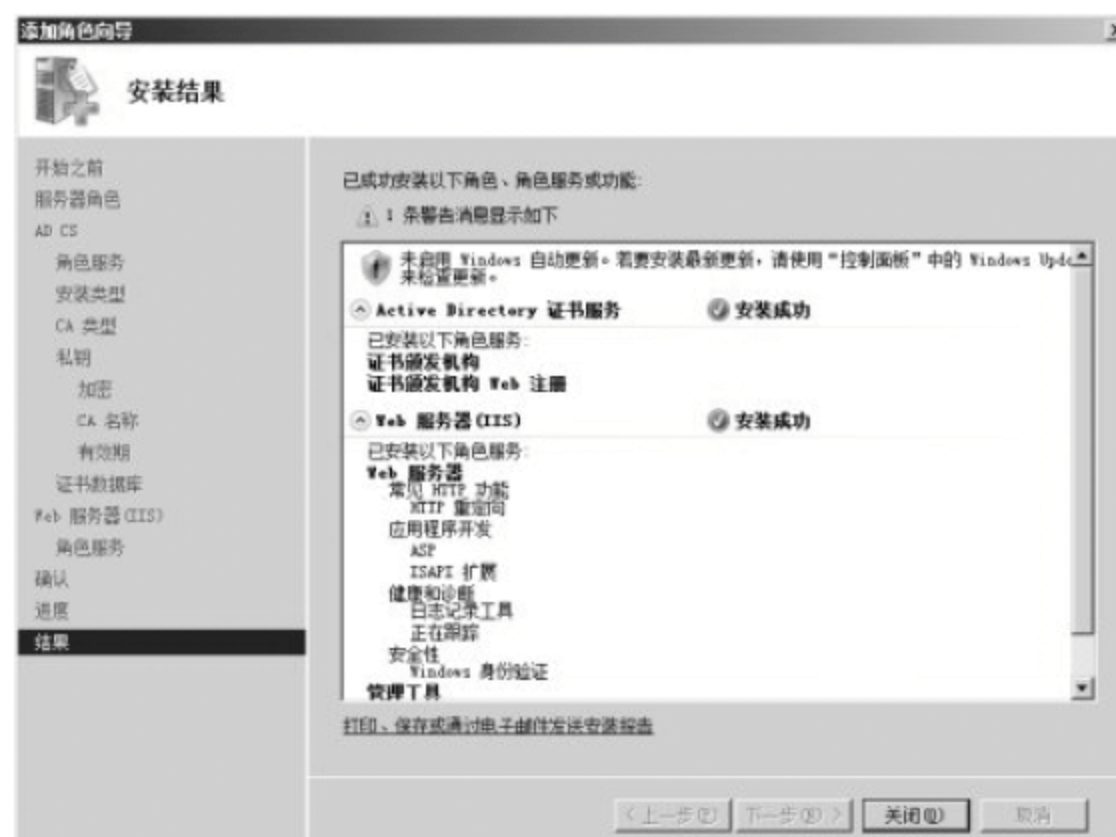 添加角色向导
安装结果
开始之前
服务器角色
AD CS
角色服务
安装类型
CA 类型
私钥
加密
CA 名称
有效期
证书数据库
Web 服务器(IIS)
角色服务
确认
进度
结果
已成功安装以下角色、角色服务或功能:
1 条警告消息显示如下
未启用 Windows 自动更新。若要安装最新更新，请使用“控制面板”中的 Windows Upda
来检查更新。
Active Directory 证书服务 安装成功
已安装以下角色服务:
证书颁发机构
证书颁发机构 Web 注册
Web 服务器(IIS) 安装成功
已安装以下角色服务:
Web 服务器
常见 HTTP 功能
HTTP 重定向
应用程序开发
ASP
ISAPI 扩展
健康和诊断
日志记录工具
正在跟踪
安全性
Windows 身份验证
管理工具
打印、保存或通过电子邮件发送安装报告
< 上一步(P) 下一步(N) > 关闭(O) 取消